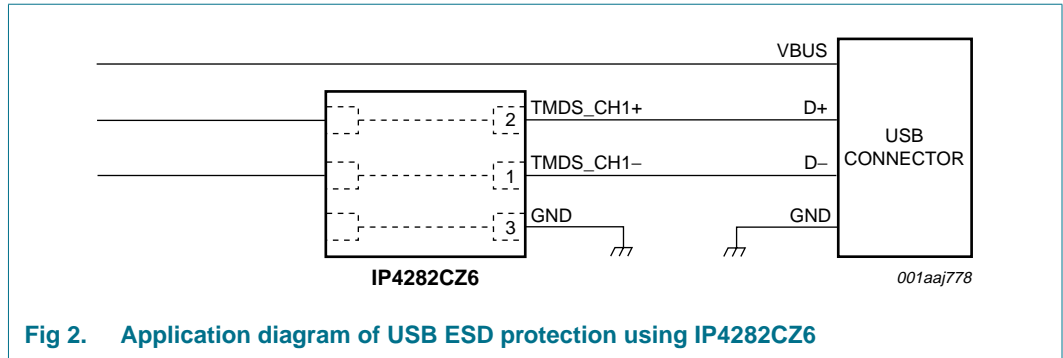 VBUS
TMDS_CH1+
D+
2
USB
CONNECTOR
TMDS_CH1−
D−
1
GND
GND
3
IP4282CZ6
001aaj778
Fig 2. Application diagram of USB ESD protection using IP4282CZ6